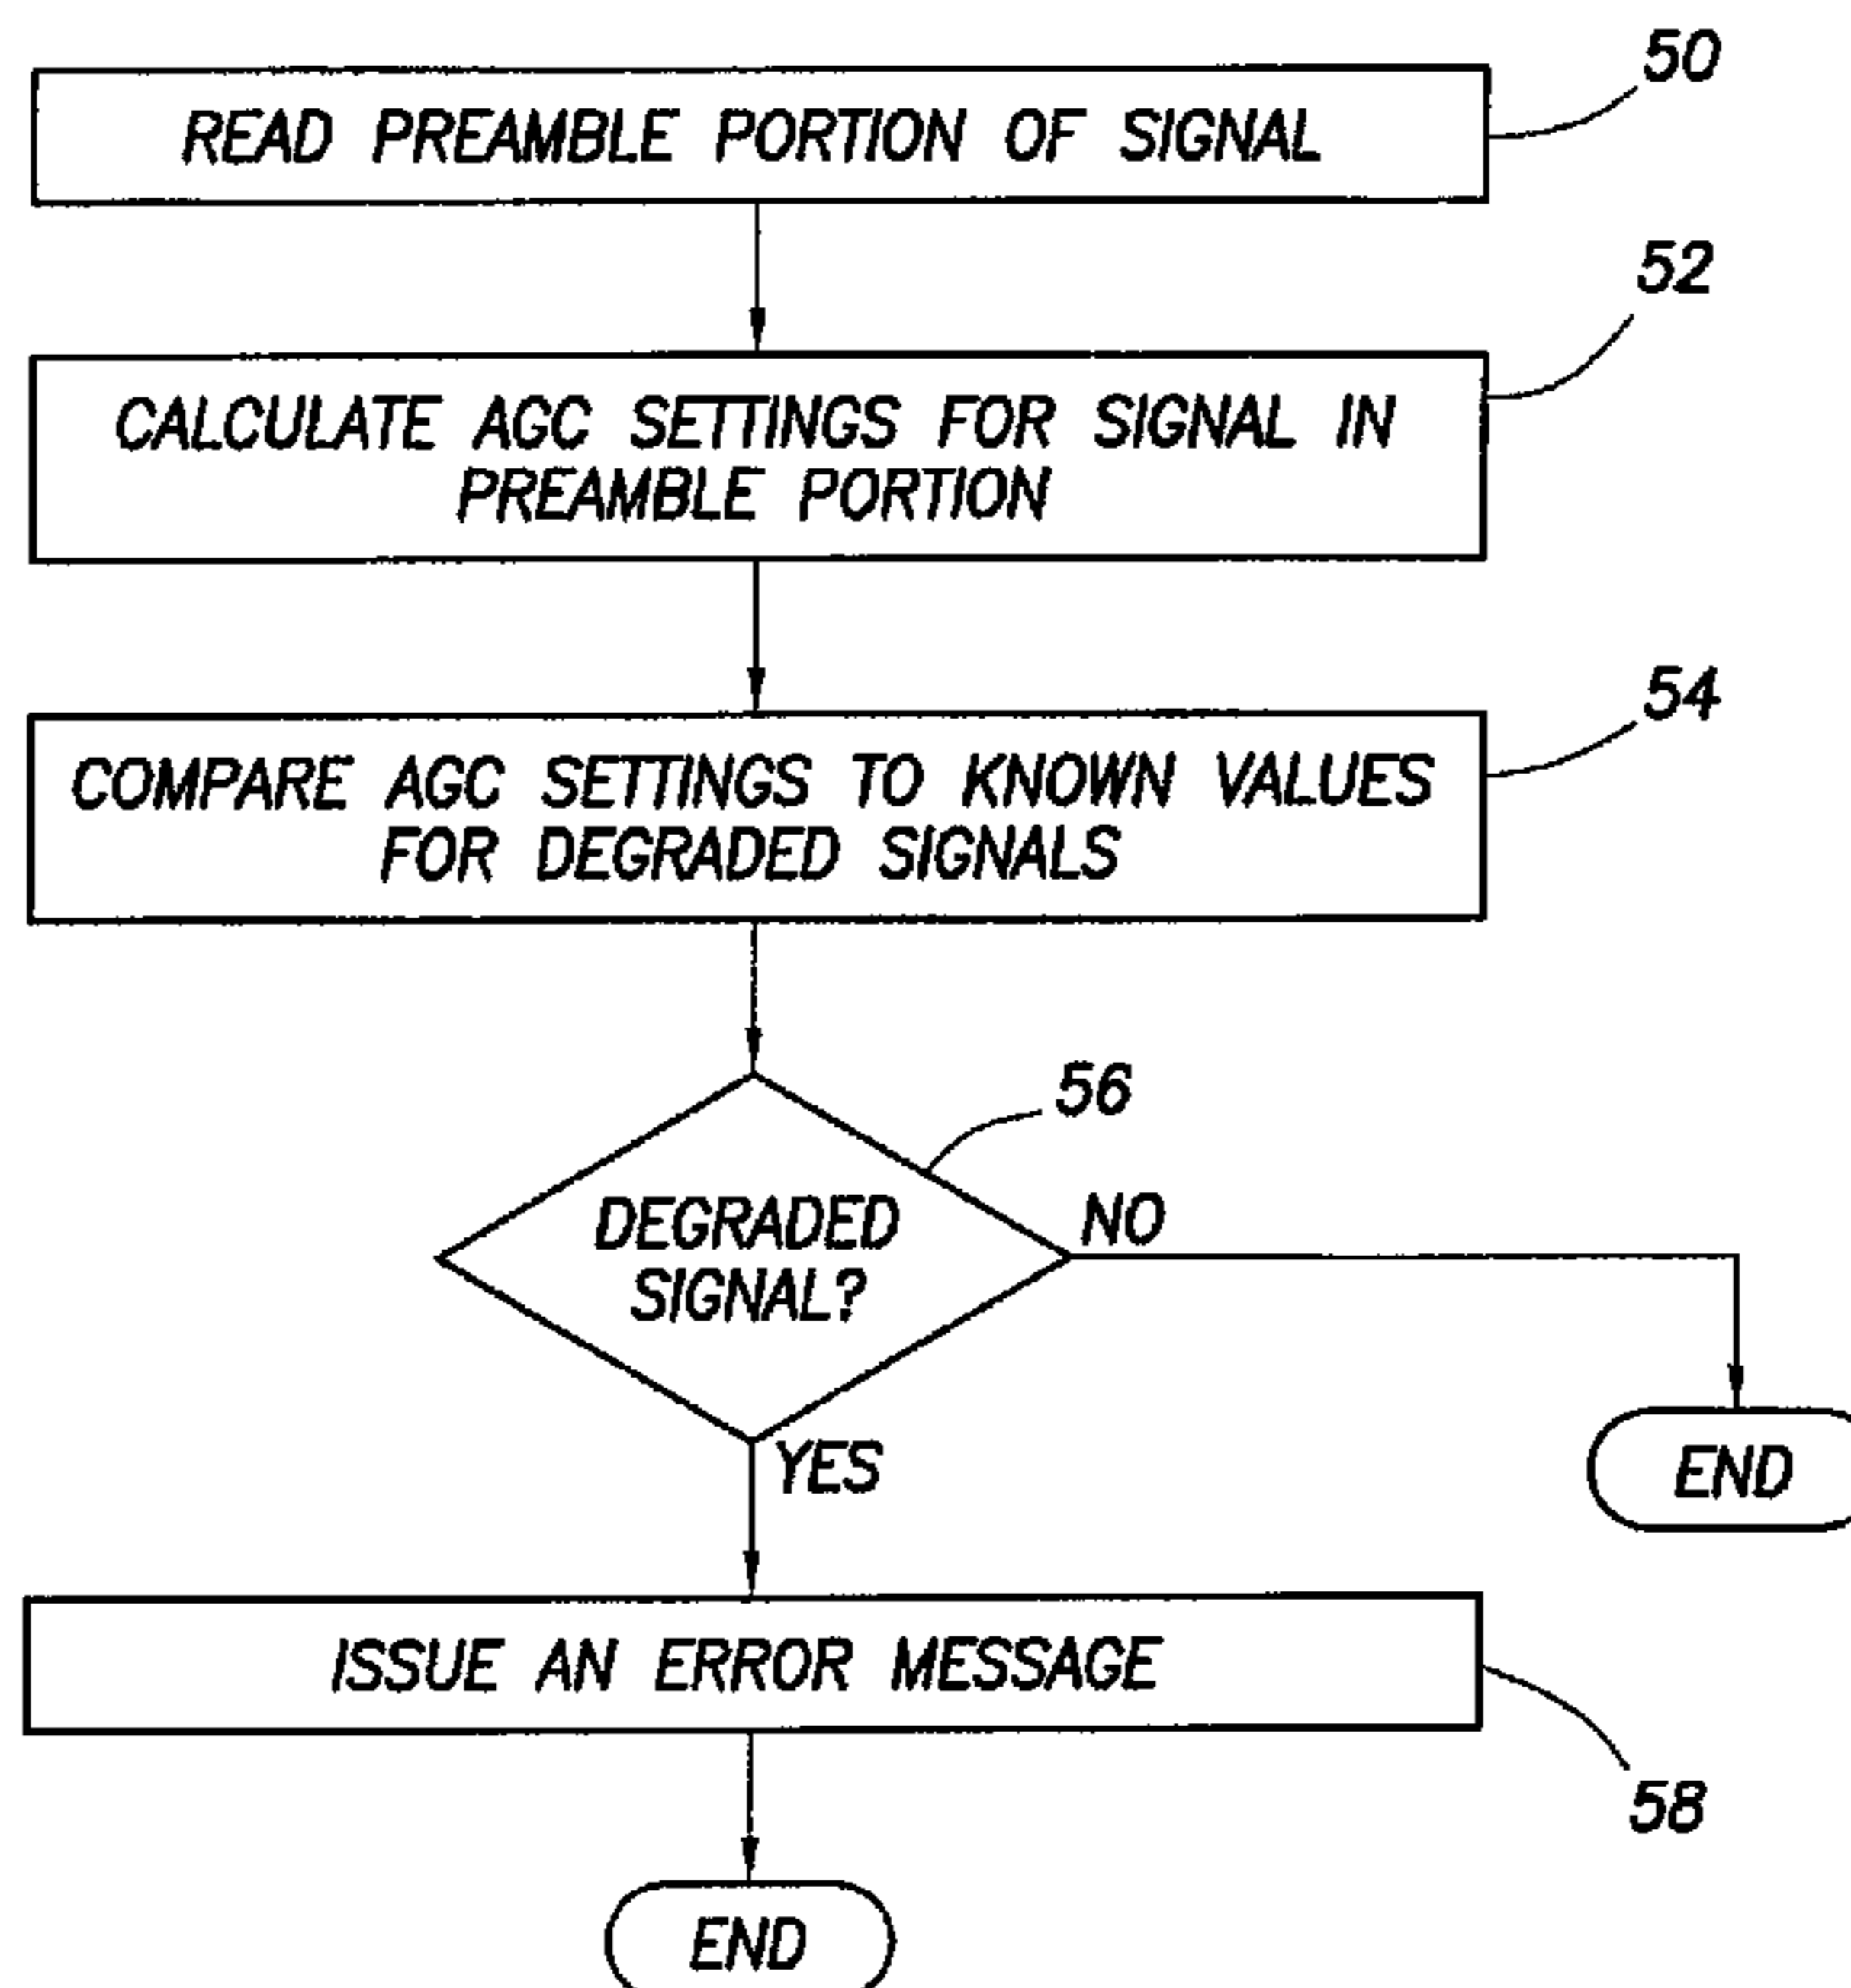 50
READ PREAMBLE PORTION OF SIGNAL
52
CALCULATE AGC SETTINGS FOR SIGNAL IN
PREAMBLE PORTION
54
COMPARE AGC SETTINGS TO KNOWN VALUES
FOR DEGRADED SIGNALS
56
DEGRADED
SIGNAL?
NO
YES
END
ISSUE AN ERROR MESSAGE
58
END